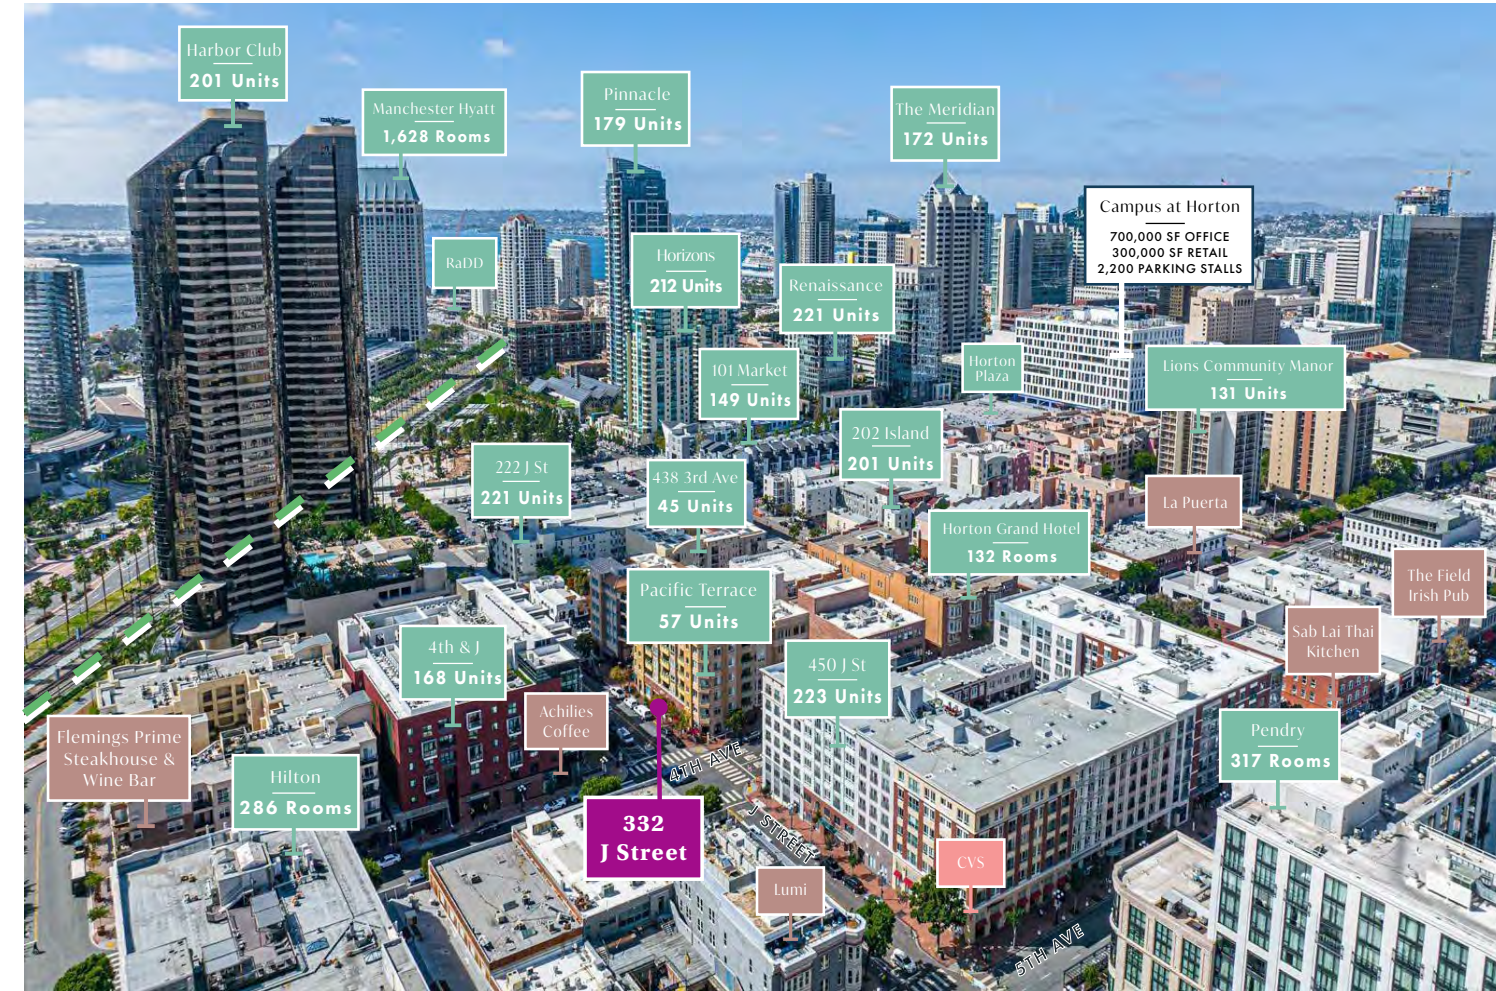 Harbor Club
201 Units
Manchester Hyatt
1,628 Rooms
Pinnacle
179 Units
The Meridian
172 Units
Campus at Horton
700,000 SF OFFICE
300,000 SF RETAIL
2,200 PARKING STALLS
RaDD
Horizons
212 Units
Renaissance
221 Units
101 Market
149 Units
Horton
Plaza
Lions Community Manor
131 Units
202 Island
201 Units
222 J St
221 Units
438 3rd Ave
45 Units
La Puerta
Horton Grand Hotel
132 Rooms
The Field
Irish Pub
Pacific Terrace
57 Units
Sab Lai Thai
Kitchen
4th & J
168 Units
450 J St
223 Units
Achilies
Coffee
Flemings Prime
Steakhouse &
Wine Bar
Pendry
317 Rooms
Hilton
286 Rooms
4TH AVE
J STREET
332
J Street
CVS
Lumi
5TH AVE